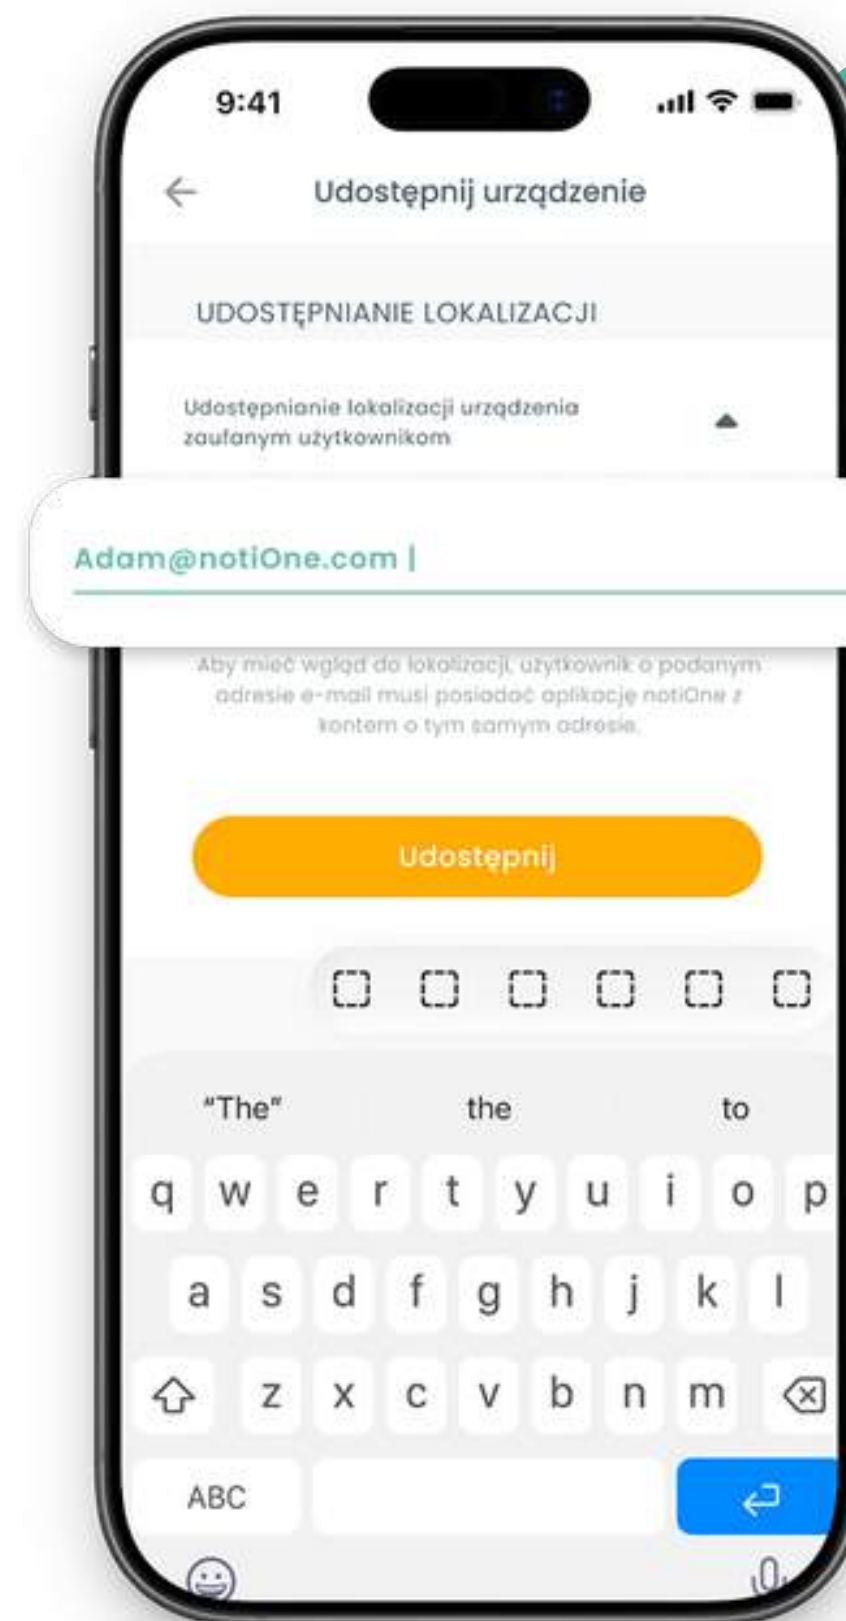 9:41
Udostępnij urządzenie
UDOSTĘPNIANIE LOKALIZACJI
Udostępnianie lokalizacji urządzenia
zaufanym użytkownikom
Adam@notiOne.com |
Aby mieć wgląd do lokalizacji, użytkownik o podanym
adresie e-mail musi posiadać aplikację notiOne z
kontem o tym samym adresie.
Udostępnij
“The” the to
q w e r t y u i o p
a s d f g h j k l
z x c v b n m
ABC